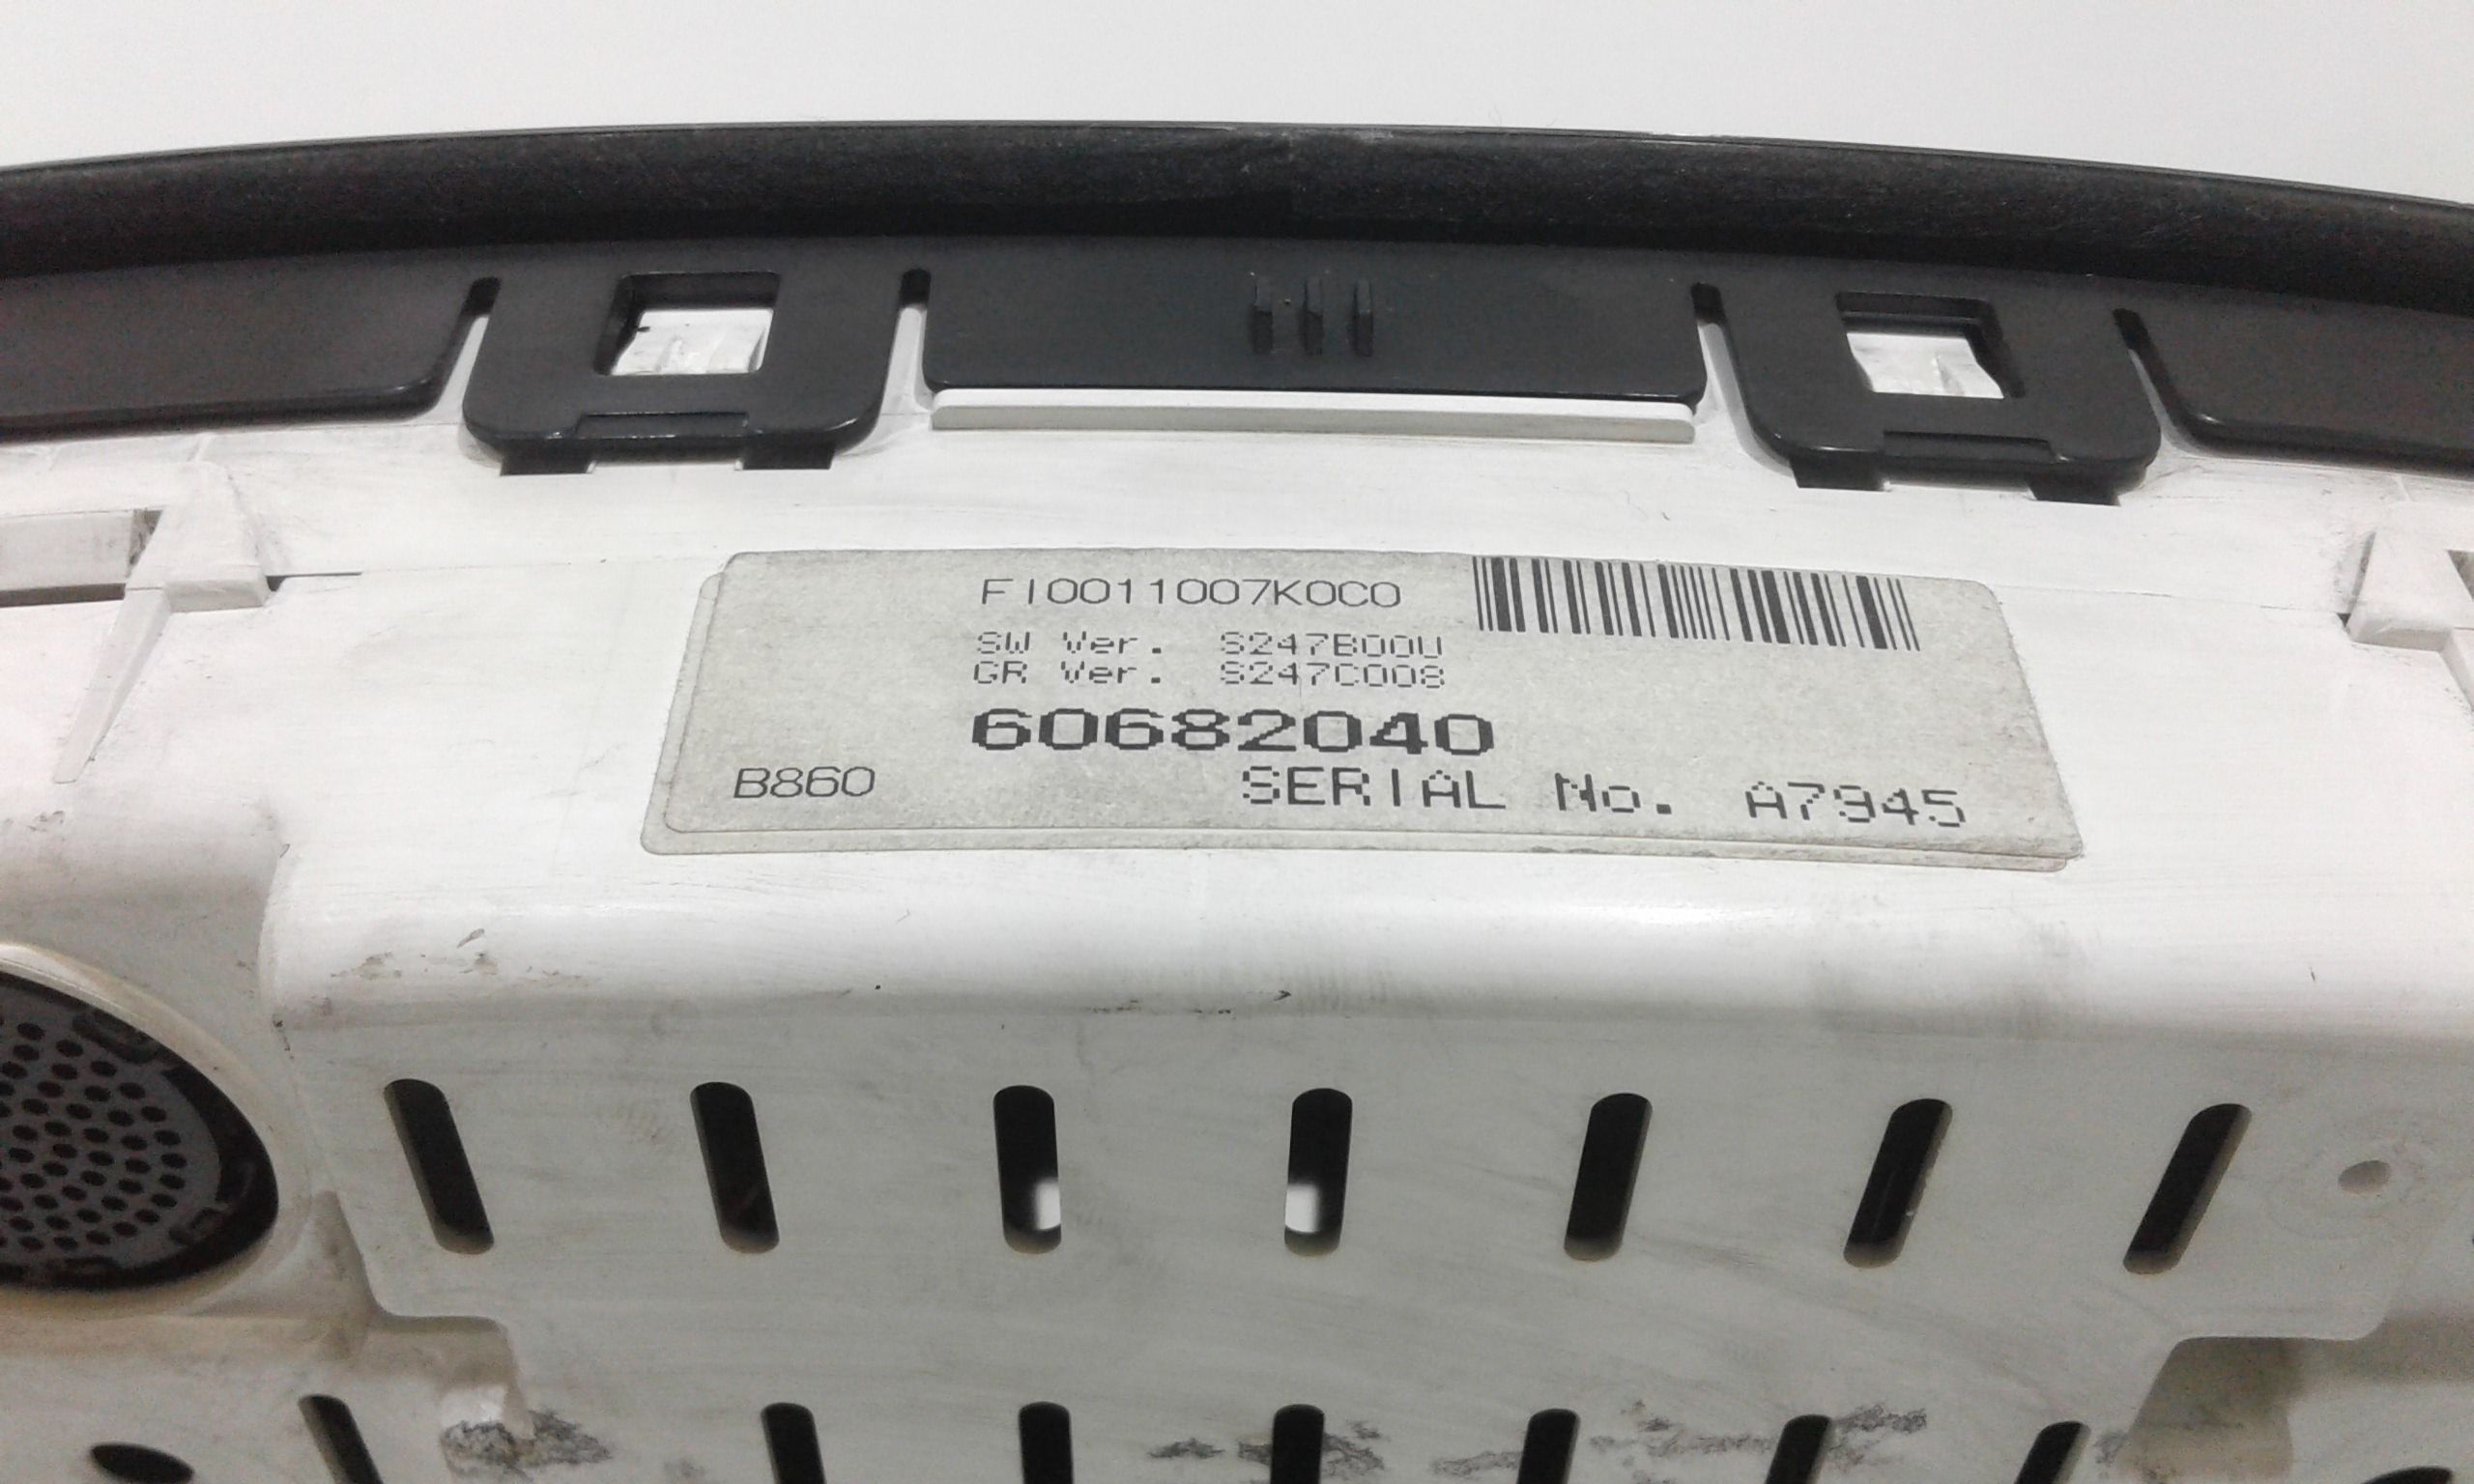 FI0011007K0C0
SW Ver. S247B00U
GR Ver. S247C008
60682040
B860
SERIAL No. A7945